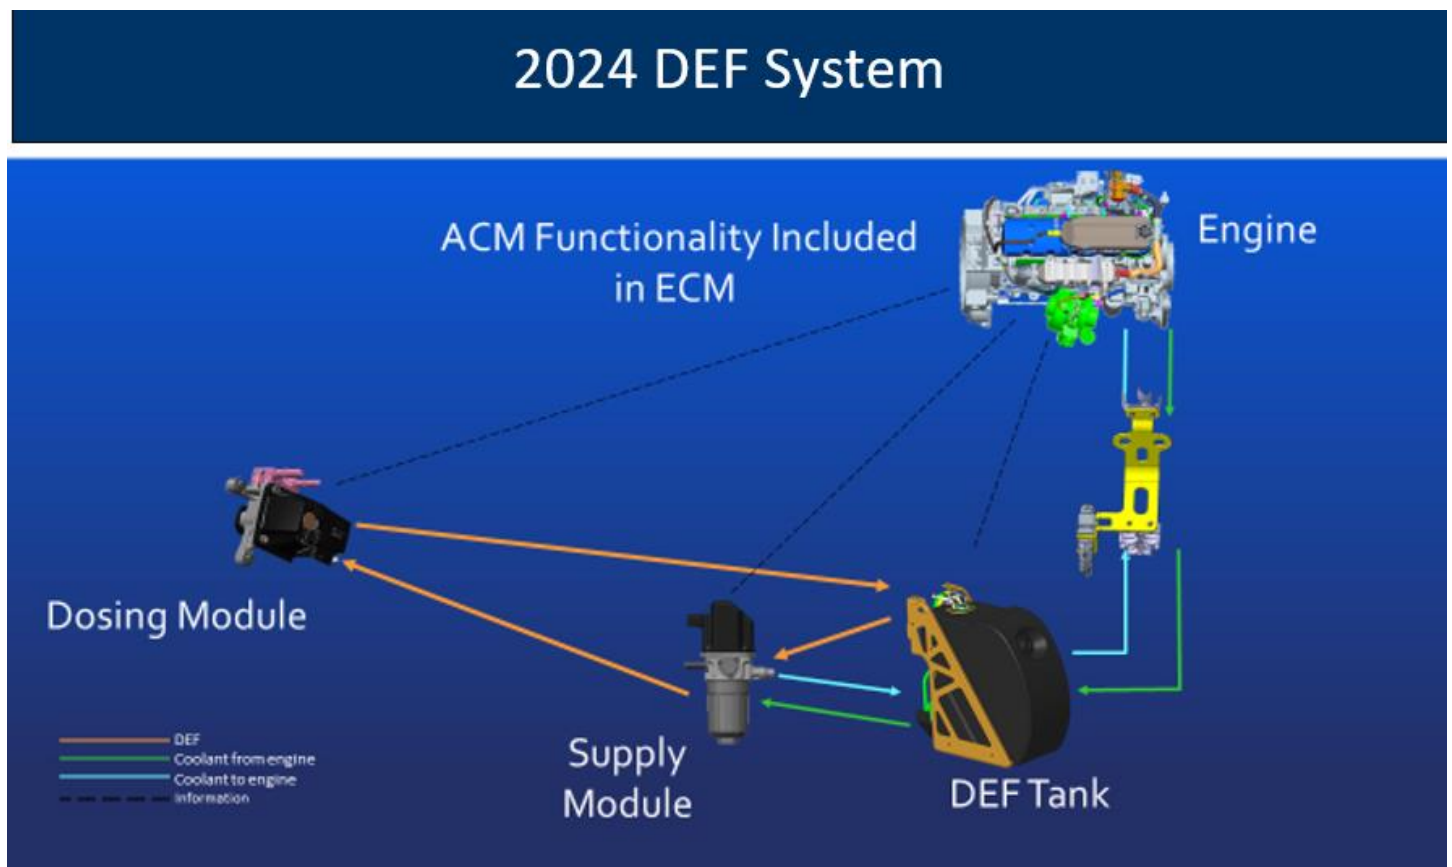 2024 DEF System
ACM Functionality Included
in ECM
Engine
Dosing Module
Supply
Module
DEF Tank
DEF
Coolant from engine
Coolant to engine
Information